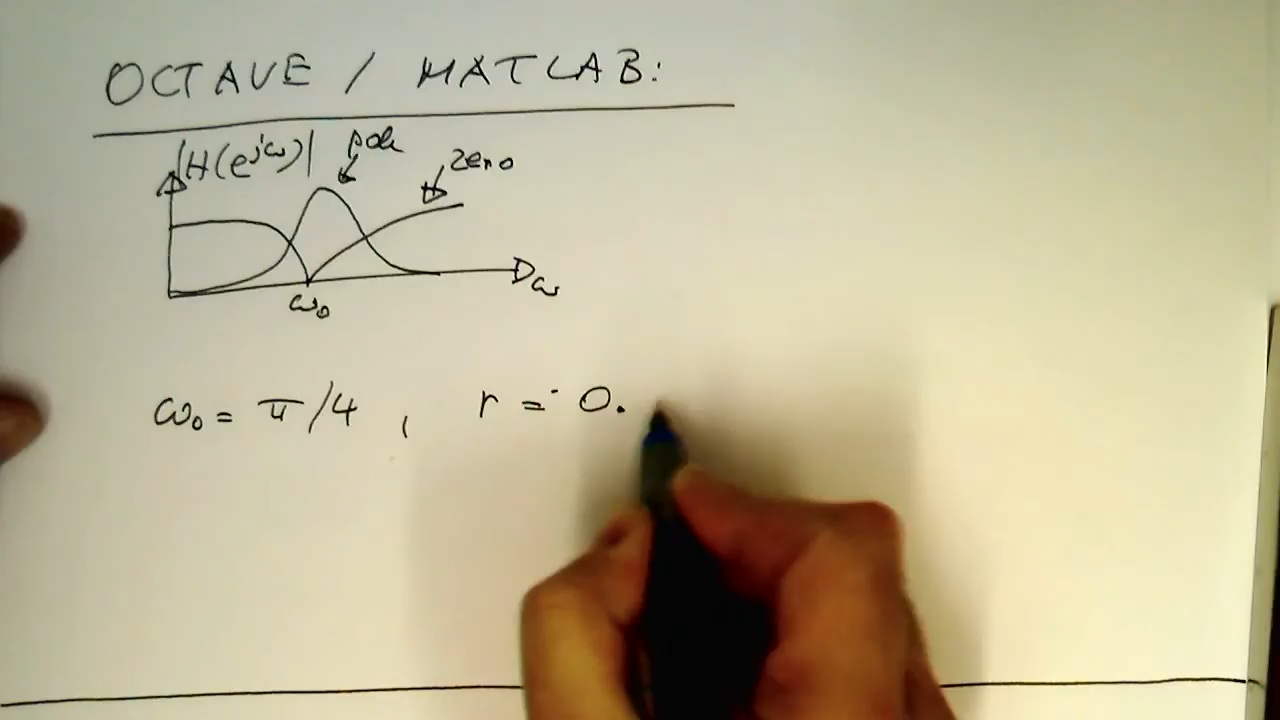 OCTAVE / MATLAB:
|H(e^jω)|
pole
zero
ω
ω₀
ω₀ = π/4 , r = 0.